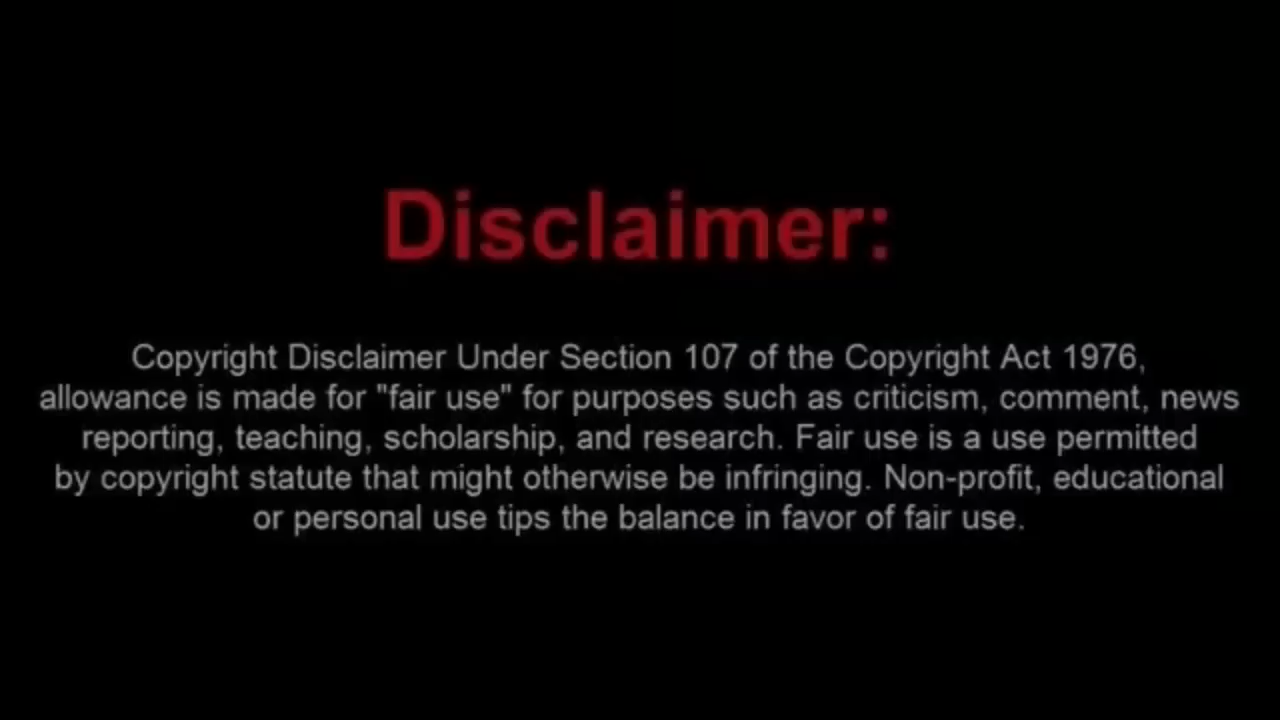 Disclaimer:
Copyright Disclaimer Under Section 107 of the Copyright Act 1976,
allowance is made for "fair use" for purposes such as criticism, comment, news
reporting, teaching, scholarship, and research. Fair use is a use permitted
by copyright statute that might otherwise be infringing. Non-profit, educational
or personal use tips the balance in favor of fair use.